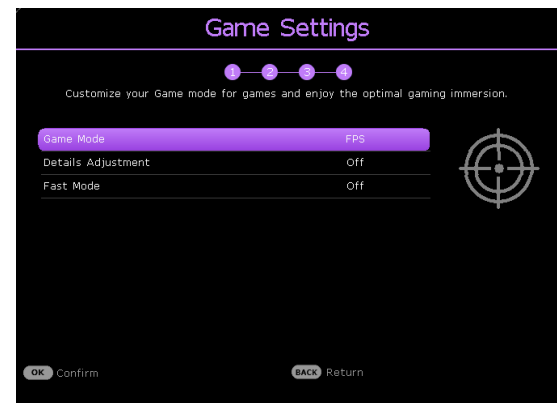 Game Settings
1 2 3 4
Customize your Game mode for games and enjoy the optimal gaming immersion.
Game Mode FPS
Details Adjustment Off
Fast Mode Off
OK Confirm BACK Return